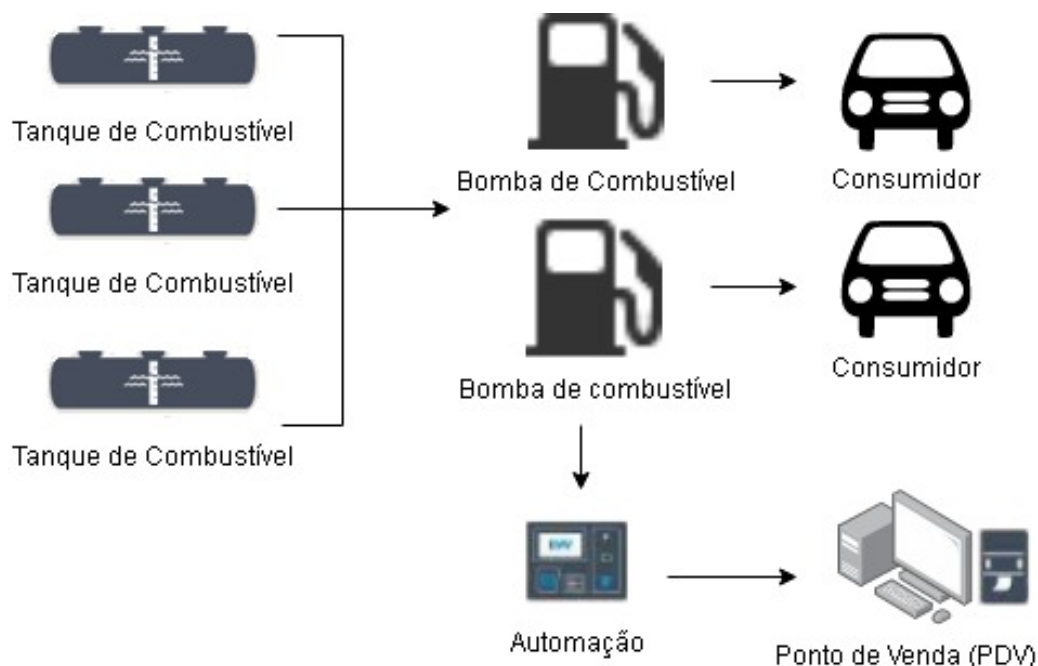 Tanque de Combustível
Bomba de Combustível
Consumidor
Tanque de Combustível
Bomba de combustível
Consumidor
Tanque de Combustível
Automação
Ponto de Venda (PDV)